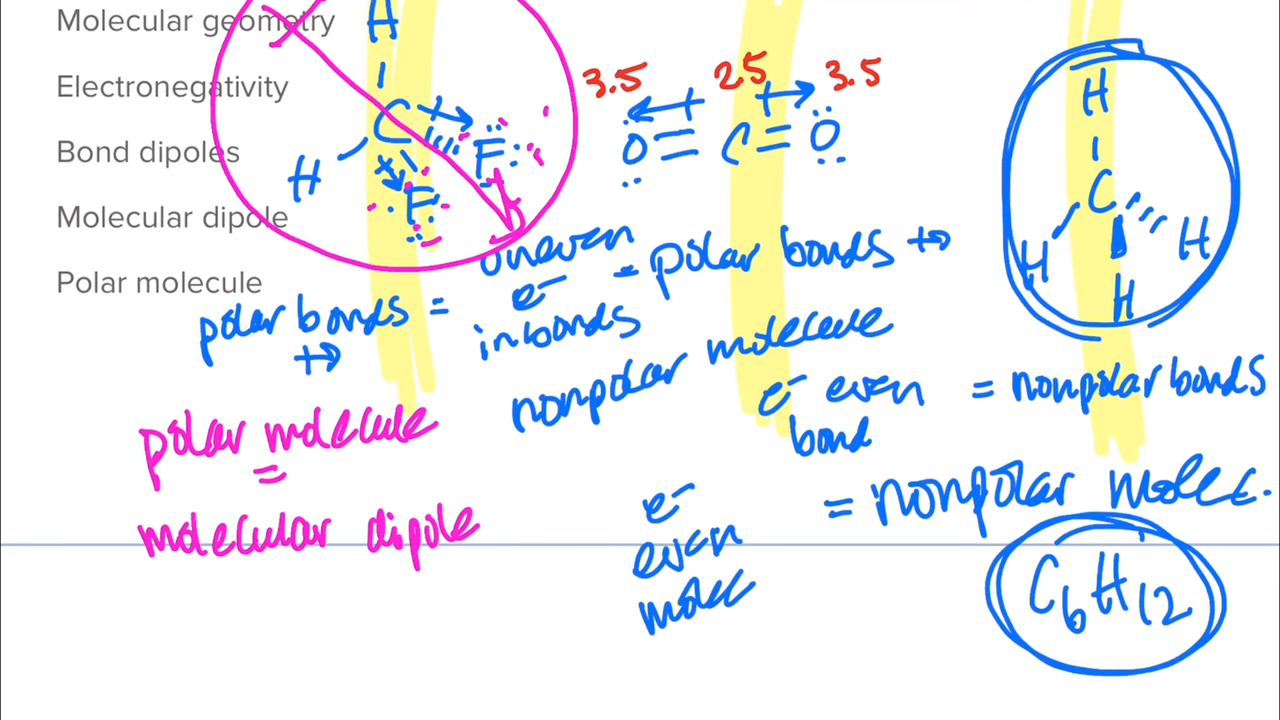 Molecular geometry
Electronegativity
Bond dipoles
Molecular dipole
Polar molecule
H
C
H
F
F
3.5 2.5 3.5
O = C = O
H
C
H
H
H
polar bonds =
uneven
e-
in bonds
= polar bonds
nonpolar molecule
polar molecule
=
molecular dipole
e- even
bond
= nonpolar bonds
e-
even
molec
= nonpolar molec.
C6H12